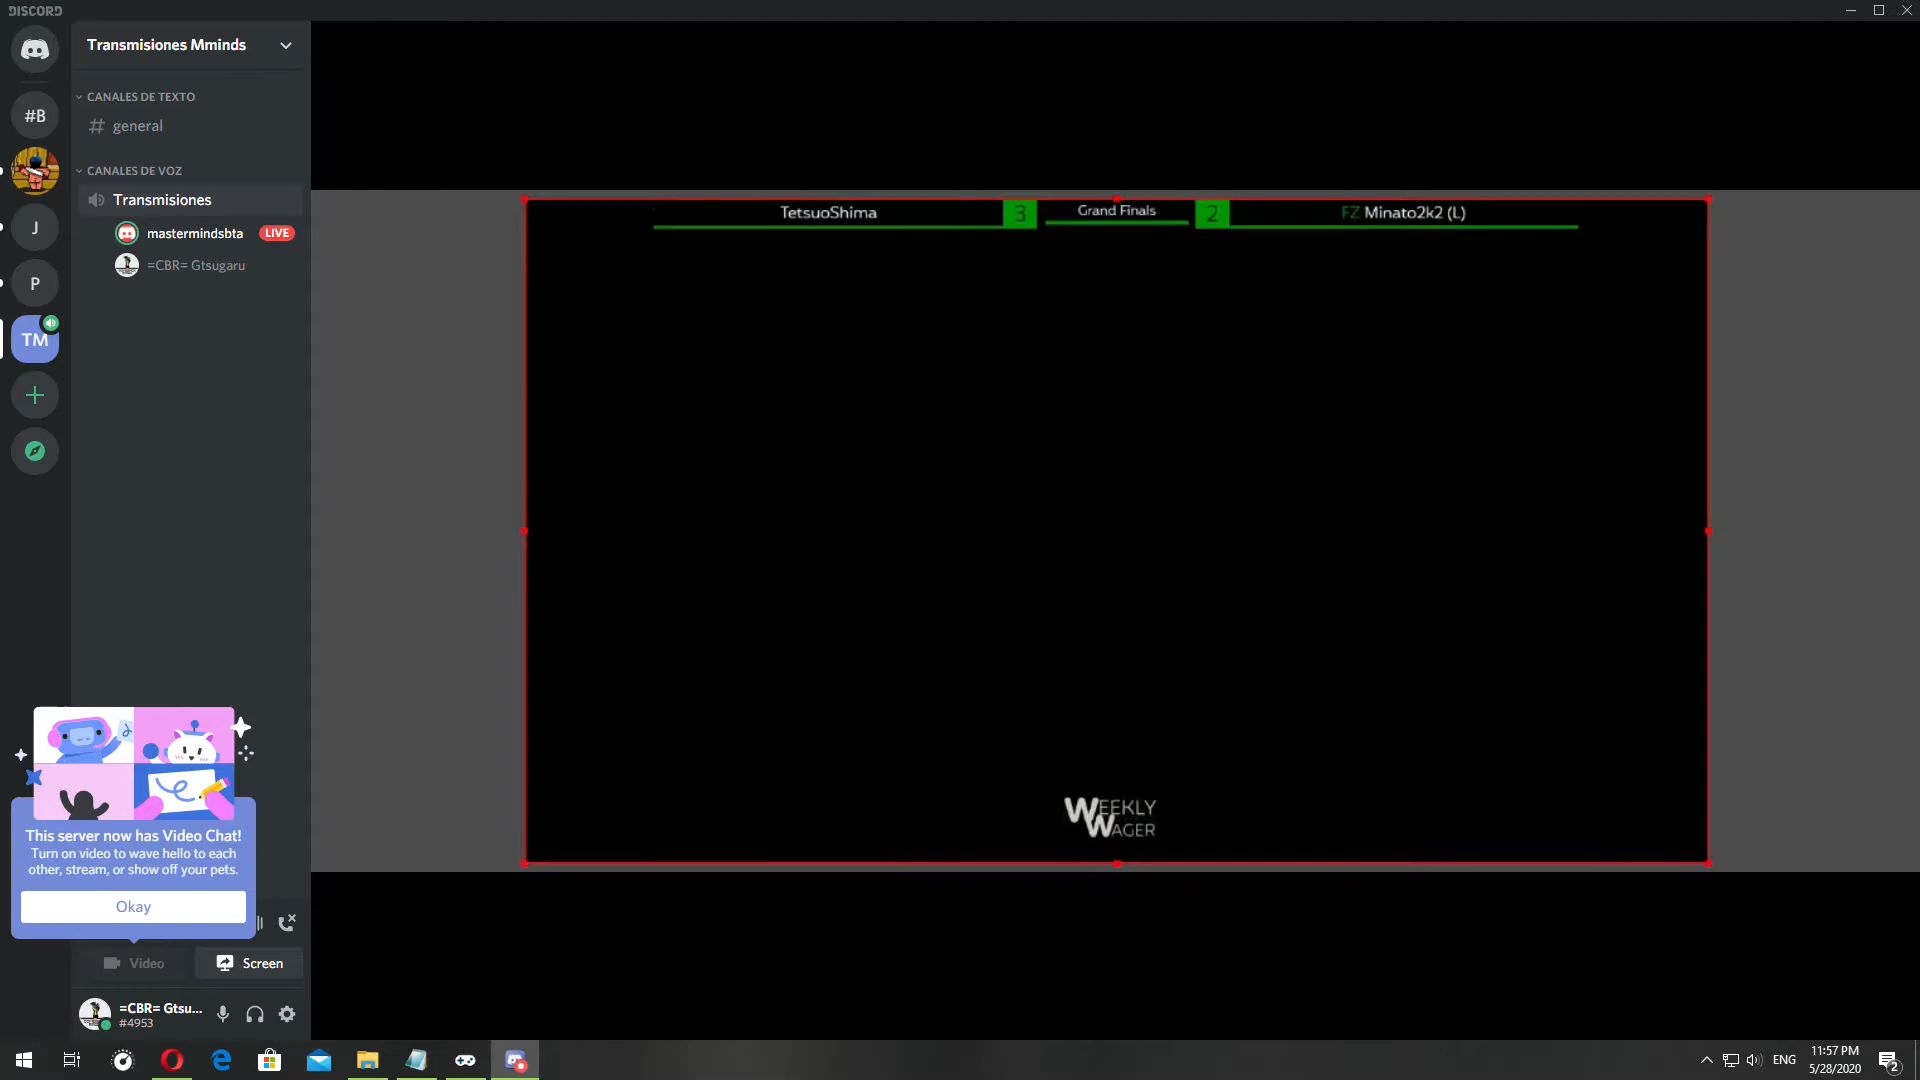 DISCORD
Transmisiones Mminds
CANALES DE TEXTO
general
CANALES DE VOZ
Transmisiones
mastermindsbta LIVE
=CBR= Gtsugaru
#B
J
P
TM
TetsuoShima 3 Grand Finals 2 FZ Minato2k2 (L)
WEEKLY
WAGER
This server now has Video Chat!
Turn on video to wave hello to each
other, stream, or show off your pets.
Okay
Video Screen
=CBR= Gtsu...
#4953
ENG
11:57 PM
5/28/2020
2